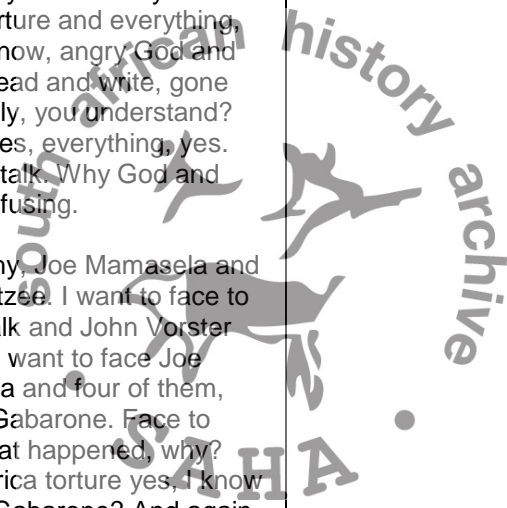 rture and everything,
now, angry God and
ead and write, gone
ly, you understand?
es, everything, yes.
talk. Why God and
fusing.
ny, Joe Mamasela and
tzee. I want to face to
alk and John Vorster
want to face Joe
a and four of them,
Gabarone. Face to
at happened, why?
rica torture yes, I know
Gabarone? And again
south african history archive
SAHA